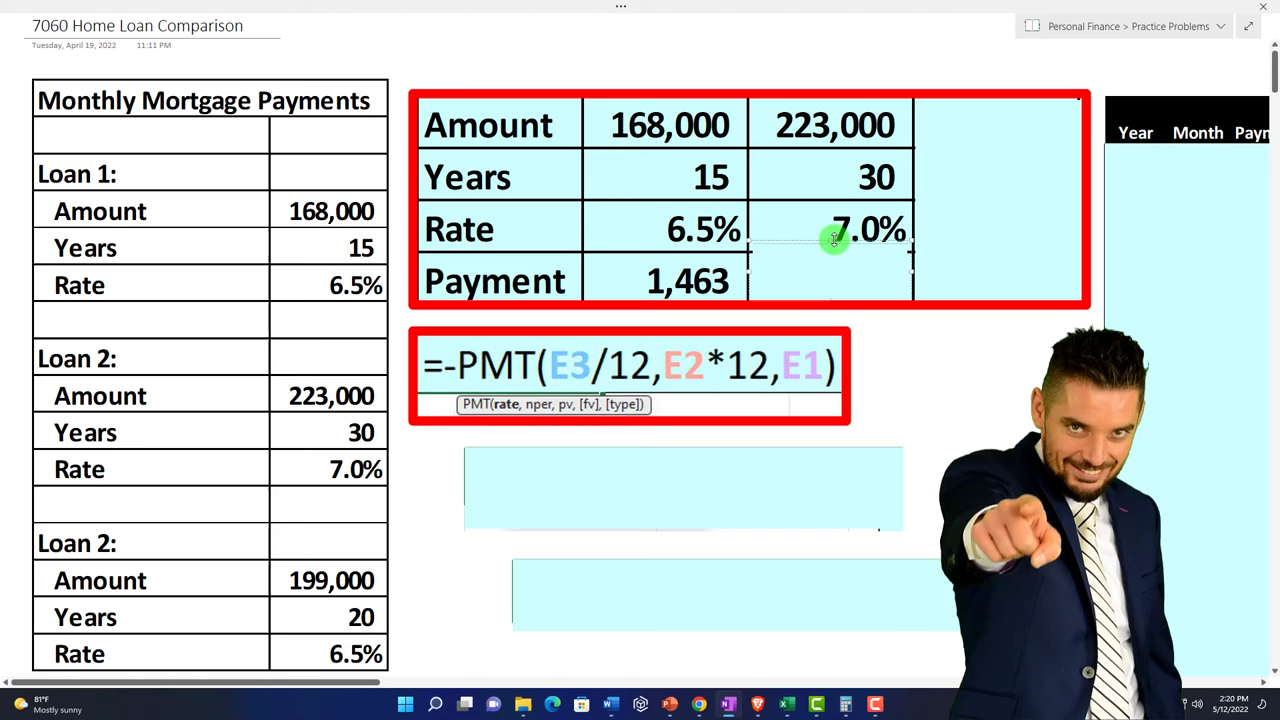 7060 Home Loan Comparison
Tuesday, April 19, 2022 11:11 PM
Personal Finance > Practice Problems
Monthly Mortgage Payments
Loan 1:
Amount 168,000
Years 15
Rate 6.5%
Loan 2:
Amount 223,000
Years 30
Rate 7.0%
Loan 2:
Amount 199,000
Years 20
Rate 6.5%
Amount 168,000 223,000
Years 15 30
Rate 6.5% 7.0%
Payment 1,463
=-PMT(E3/12,E2*12,E1)
PMT(rate, nper, pv, [fv], [type])
Year Month Paym
81°F
Mostly sunny
2:20 PM
5/12/2022